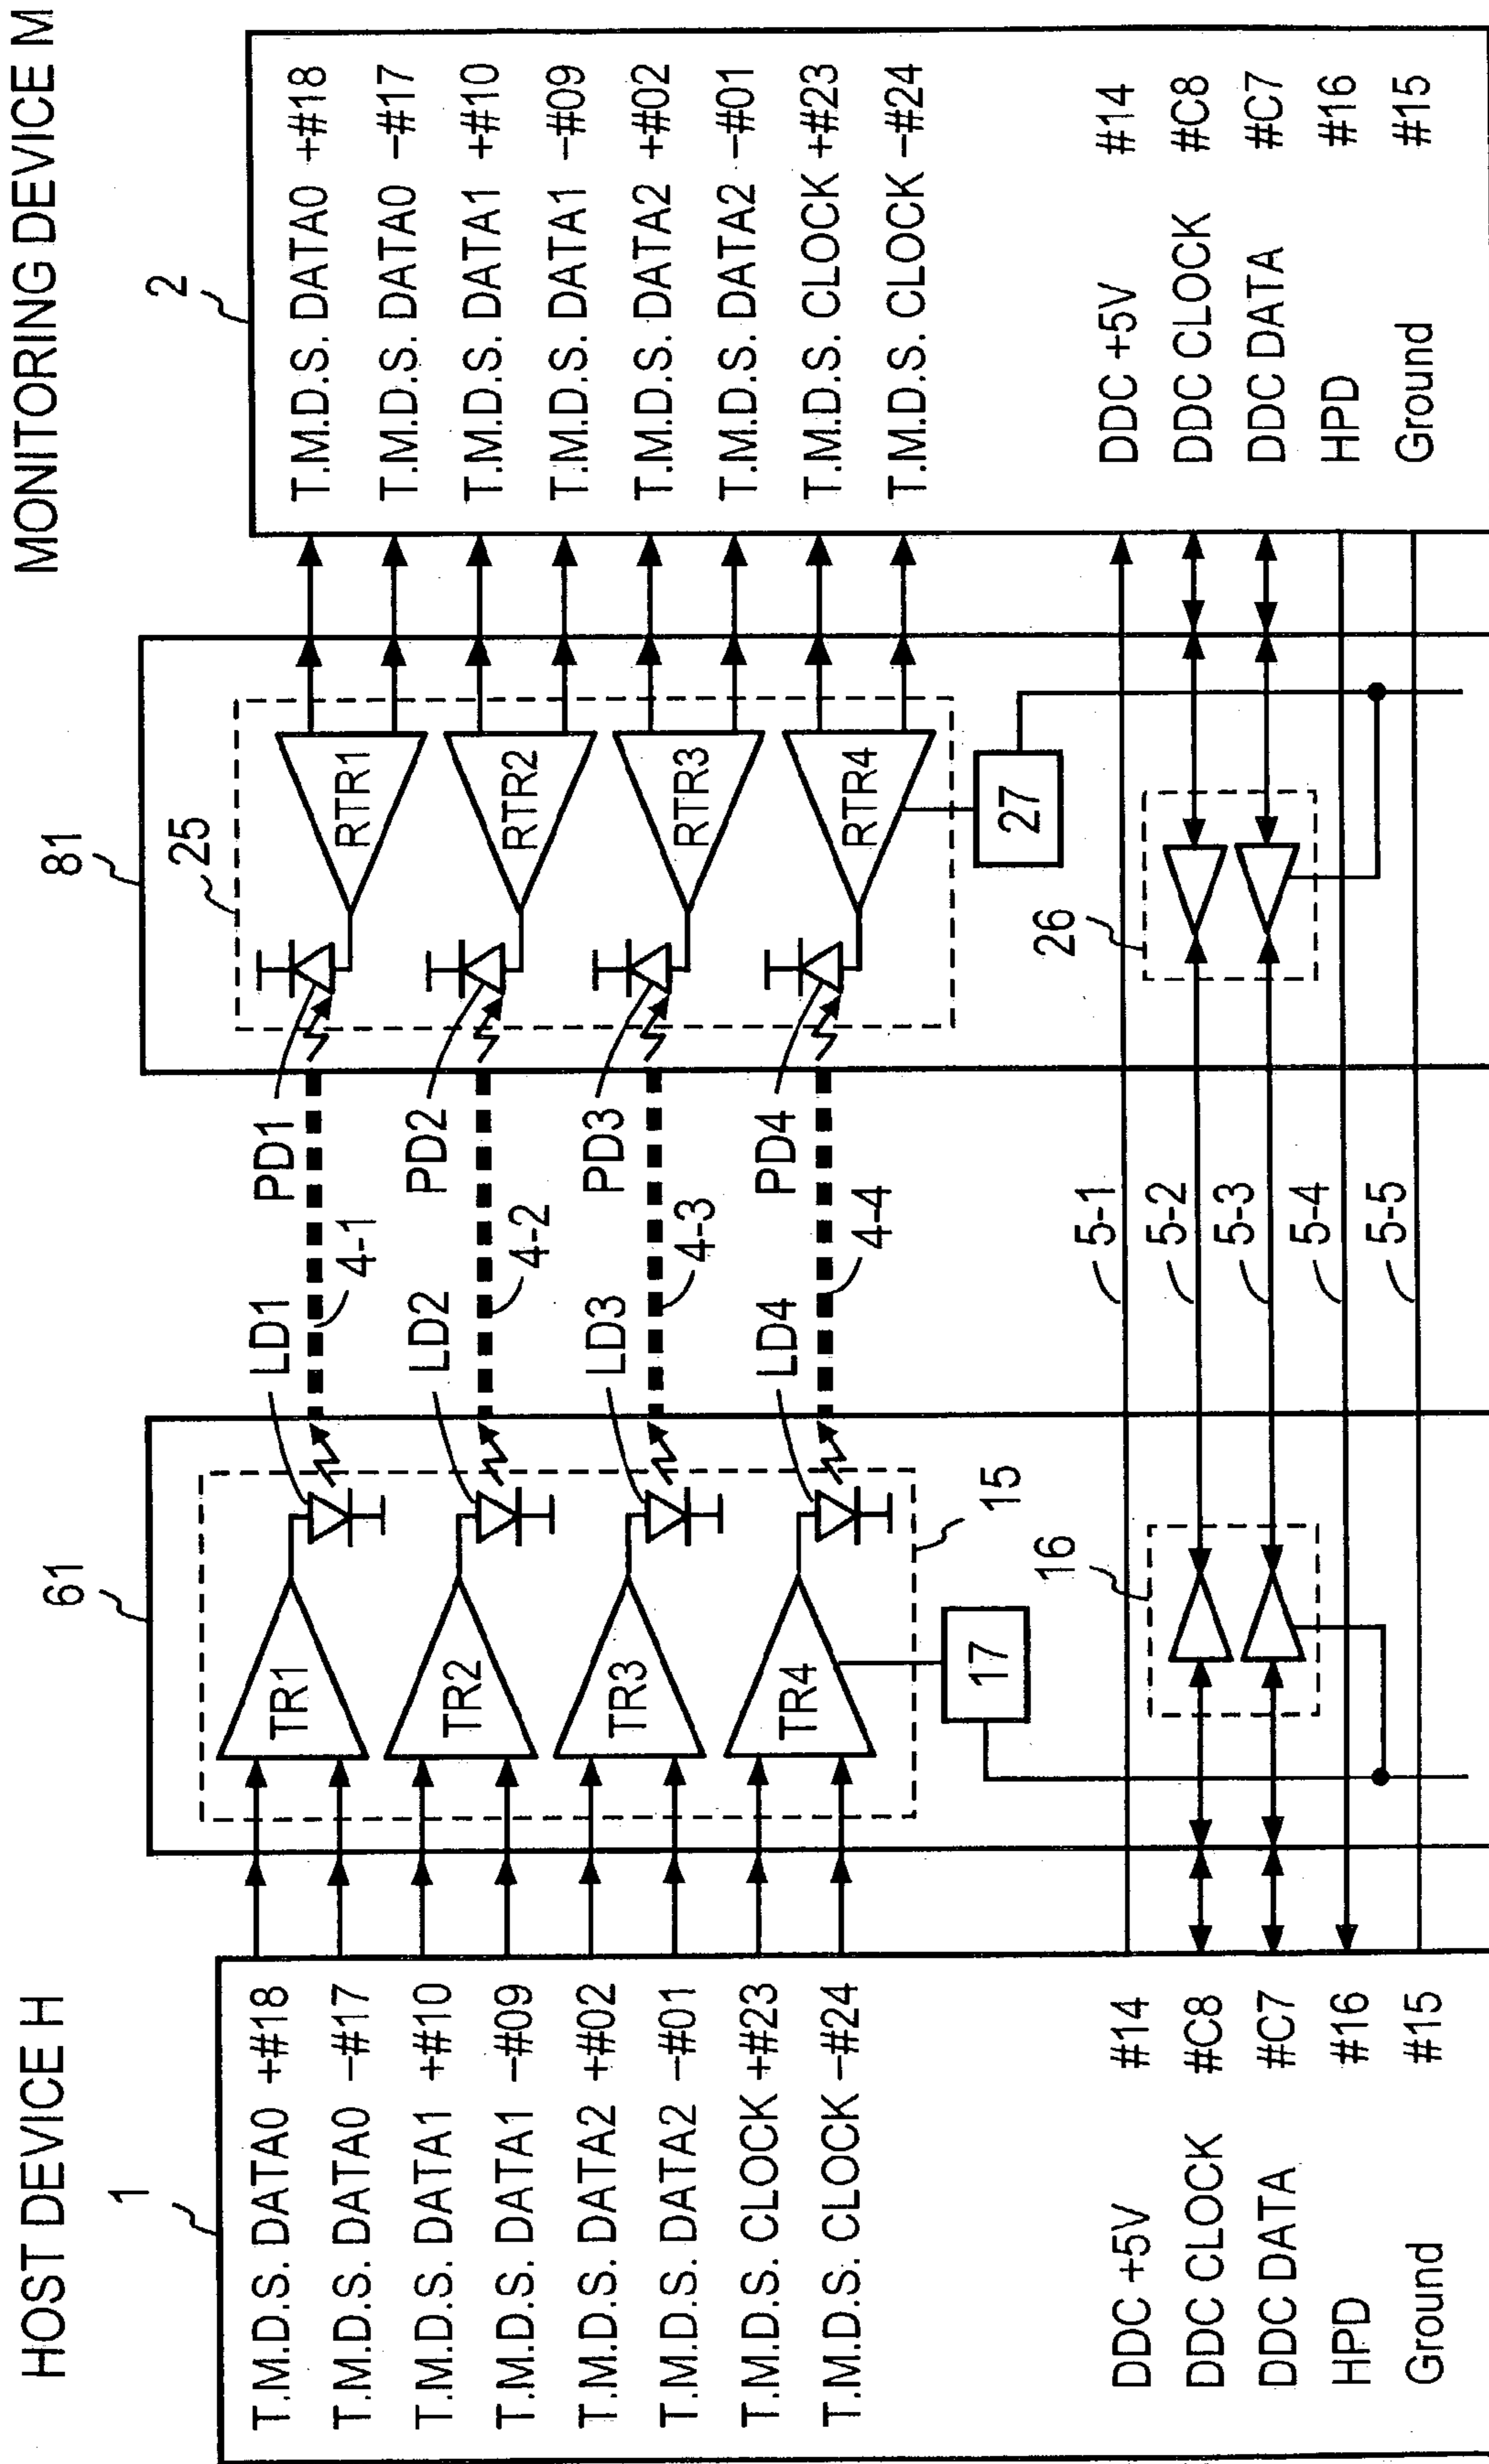 HOST DEVICE H
MONITORING DEVICE M
1
T.M.D.S. DATA0 +#18
T.M.D.S. DATA0 –#17
T.M.D.S. DATA1 +#10
T.M.D.S. DATA1 –#09
T.M.D.S. DATA2 +#02
T.M.D.S. DATA2 –#01
T.M.D.S. CLOCK +#23
T.M.D.S. CLOCK –#24
DDC +5V #14
DDC CLOCK #C8
DDC DATA #C7
HPD #16
Ground #15
61
TR1
TR2
TR3
TR4
15
17
16
LD1
LD2
LD3
LD4
4-1
4-2
4-3
4-4
PD1
PD2
PD3
PD4
5-1
5-2
5-3
5-4
5-5
81
25
RTR1
RTR2
RTR3
RTR4
27
26
2
T.M.D.S. DATA0 +#18
T.M.D.S. DATA0 –#17
T.M.D.S. DATA1 +#10
T.M.D.S. DATA1 –#09
T.M.D.S. DATA2 +#02
T.M.D.S. DATA2 –#01
T.M.D.S. CLOCK +#23
T.M.D.S. CLOCK –#24
DDC +5V #14
DDC CLOCK #C8
DDC DATA #C7
HPD #16
Ground #15